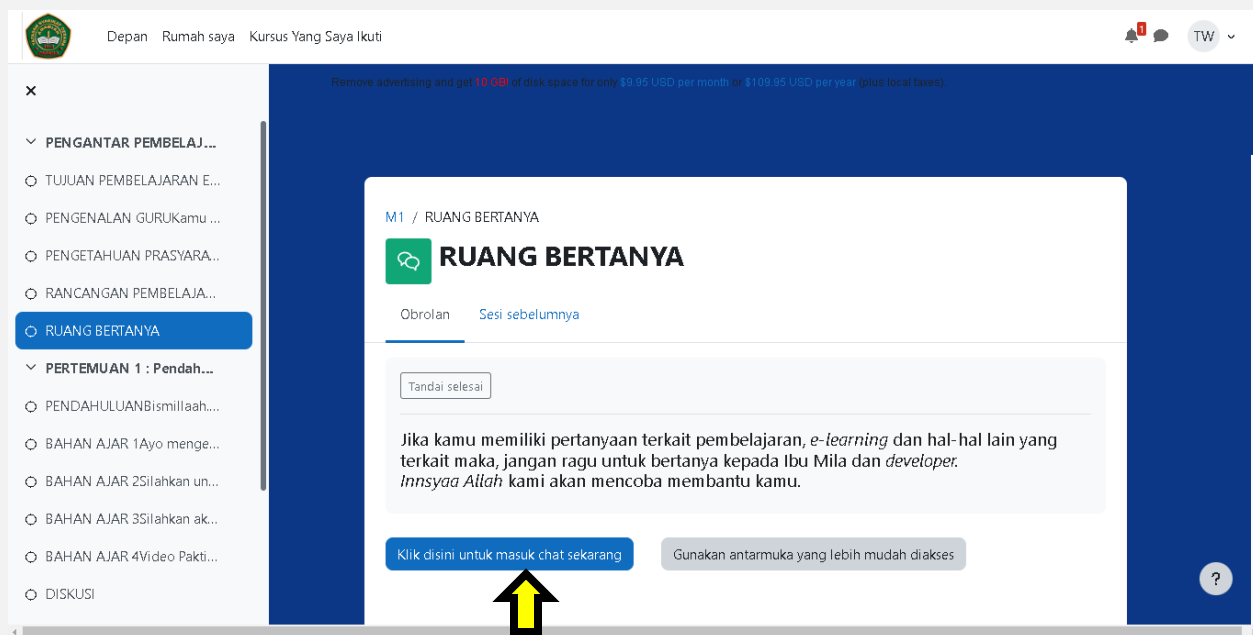 Depan Rumah saya Kursus Yang Saya Ikuti
1
TW
Remove advertising and get 10 GB of disk space for only $9.95 USD per month or $109.95 USD per year (plus local taxes)
PENGANTAR PEMBELAJ...
TUJUAN PEMBELAJARAN E...
PENGENALAN GURUKamu ...
PENGETAHUAN PRASYARA...
RANCANGAN PEMBELAJA...
RUANG BERTANYA
PERTEMUAN 1 : Pendah...
PENDAHULUANBismillaah....
BAHAN AJAR 1Ayo menge...
BAHAN AJAR 2Silahkan un...
BAHAN AJAR 3Silahkan ak...
BAHAN AJAR 4Video Pakti...
DISKUSI
M1 / RUANG BERTANYA
RUANG BERTANYA
Obrolan Sesi sebelumnya
Tandai selesai
Jika kamu memiliki pertanyaan terkait pembelajaran, e-learning dan hal-hal lain yang
terkait maka, jangan ragu untuk bertanya kepada Ibu Mila dan developer.
Innsyaa Allah kami akan mencoba membantu kamu.
Klik disini untuk masuk chat sekarang Gunakan antarmuka yang lebih mudah diakses
?